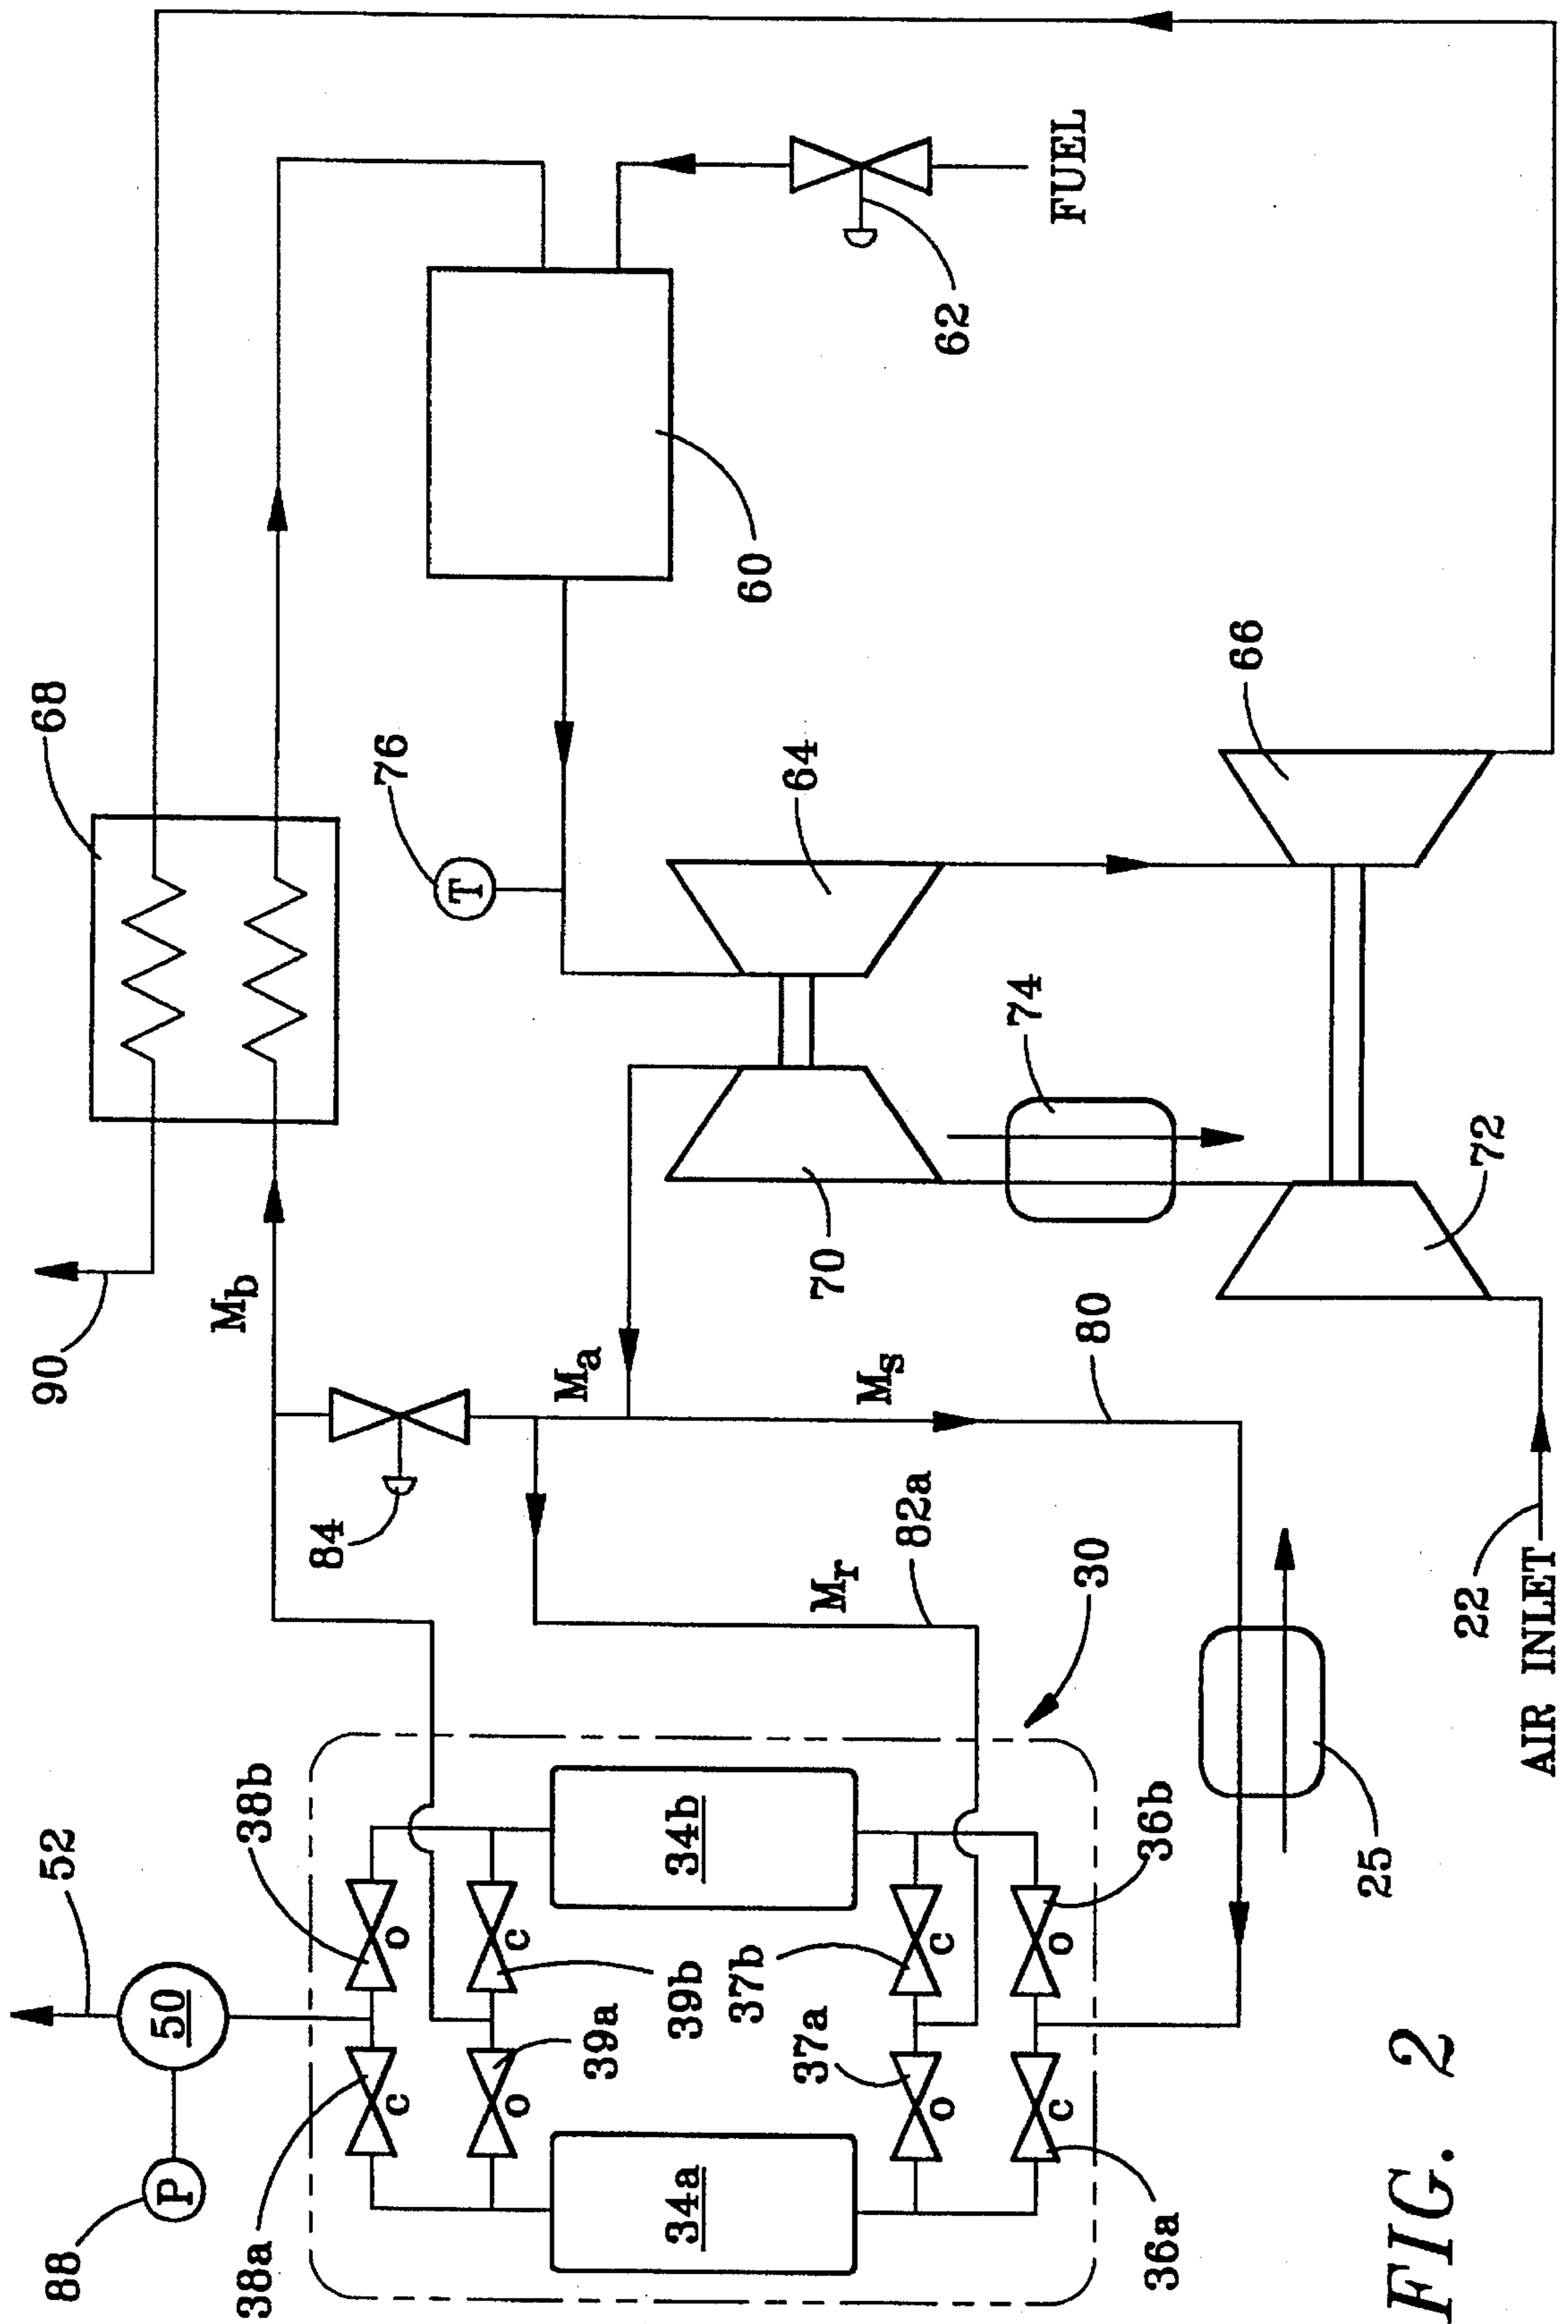 52
88
P
50
38a
38b
c
o
39a
39b
o
c
34a
34b
37a
37b
o
c
36a
36b
c
o
30
25
82a
Mr
84
Ma
Ms
80
Mb
90
68
76
T
60
62
FUEL
64
70
74
66
72
22
AIR INLET
FIG. 2